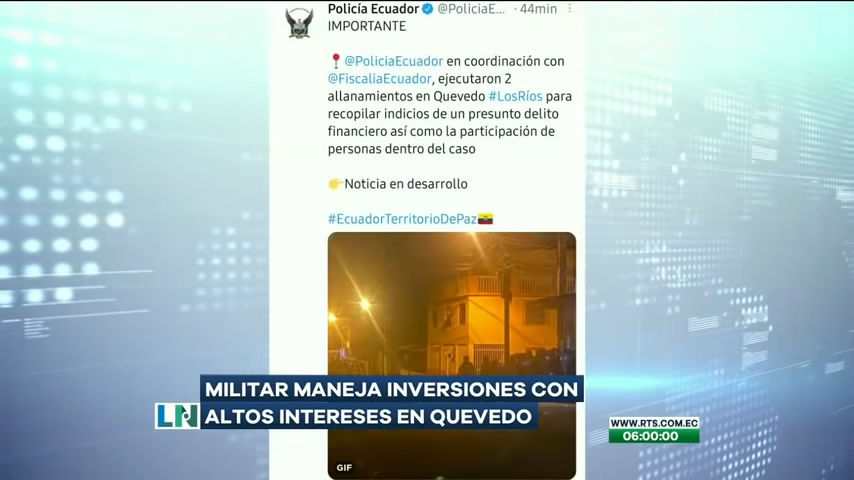 Policía Ecuador @PoliciaE... · 44min
IMPORTANTE
📍@PoliciaEcuador en coordinación con
@FiscaliaEcuador, ejecutaron 2
allanamientos en Quevedo #LosRíos para
recopilar indicios de un presunto delito
financiero así como la participación de
personas dentro del caso
👉Noticia en desarrollo
#EcuadorTerritorioDePaz🇪🇨
GIF
MILITAR MANEJA INVERSIONES CON
LN ALTOS INTERESES EN QUEVEDO
WWW.RTS.COM.EC
06:00:00